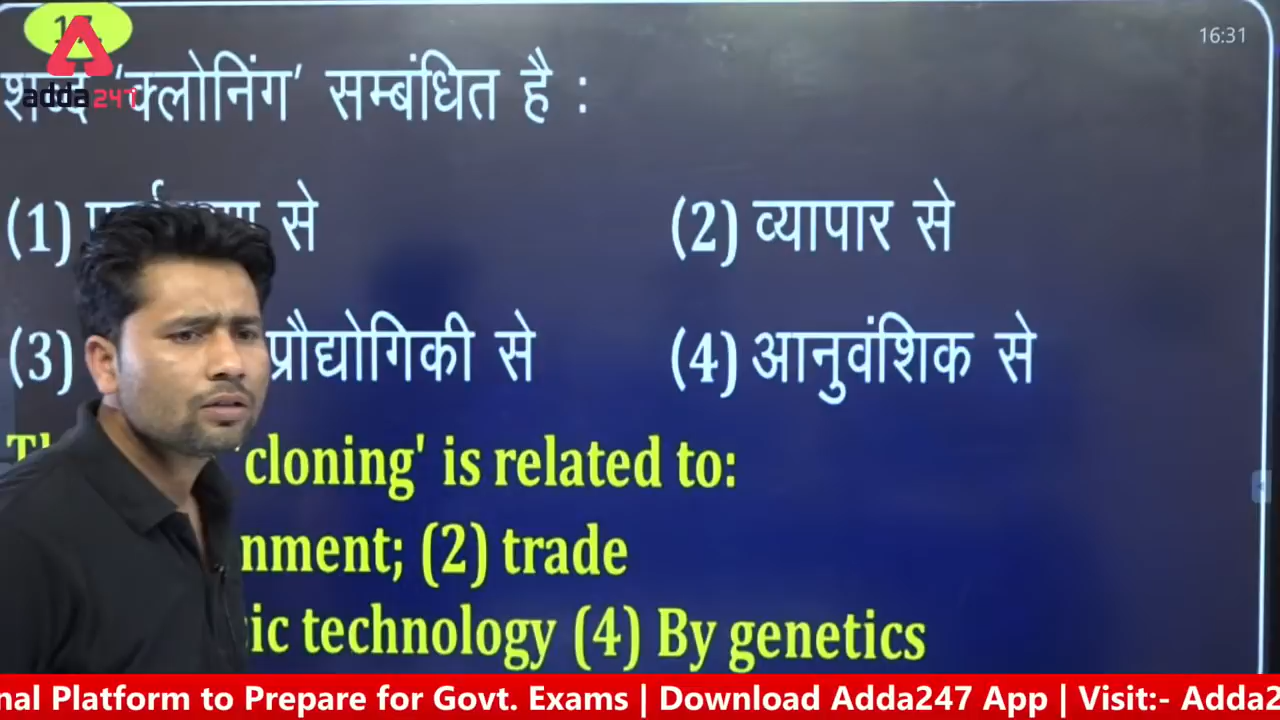 16:31
adda247
शब्द 'क्लोनिंग' सम्बंधित है :
(1) से
(2) व्यापार से
(3) प्रौद्योगिकी से
(4) आनुवंशिक से
'cloning' is related to:
nment; (2) trade
ic technology (4) By genetics
nal Platform to Prepare for Govt. Exams | Download Adda247 App | Visit:- Adda2